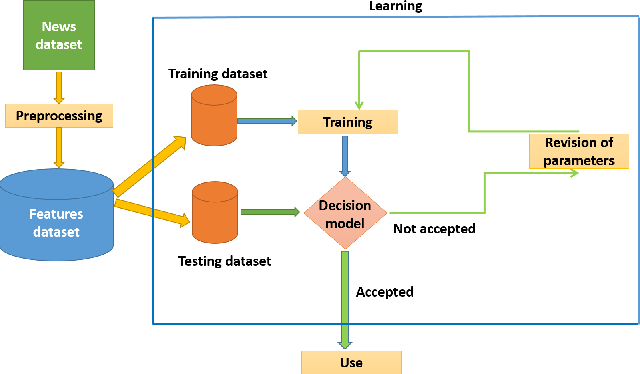 Learning
News
dataset
Preprocessing
Features
dataset
Training dataset
Testing dataset
Training
Decision
model
Revision of
parameters
Not accepted
Accepted
Use